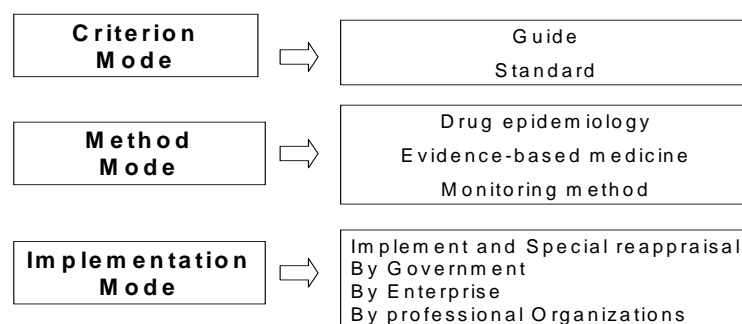 Criterion
Mode
Guide
Standard
Method
Mode
Drug epidemiology
Evidence-based medicine
Monitoring method
Implementation
Mode
Implement and Special reappraisal
By Government
By Enterprise
By professional Organizations